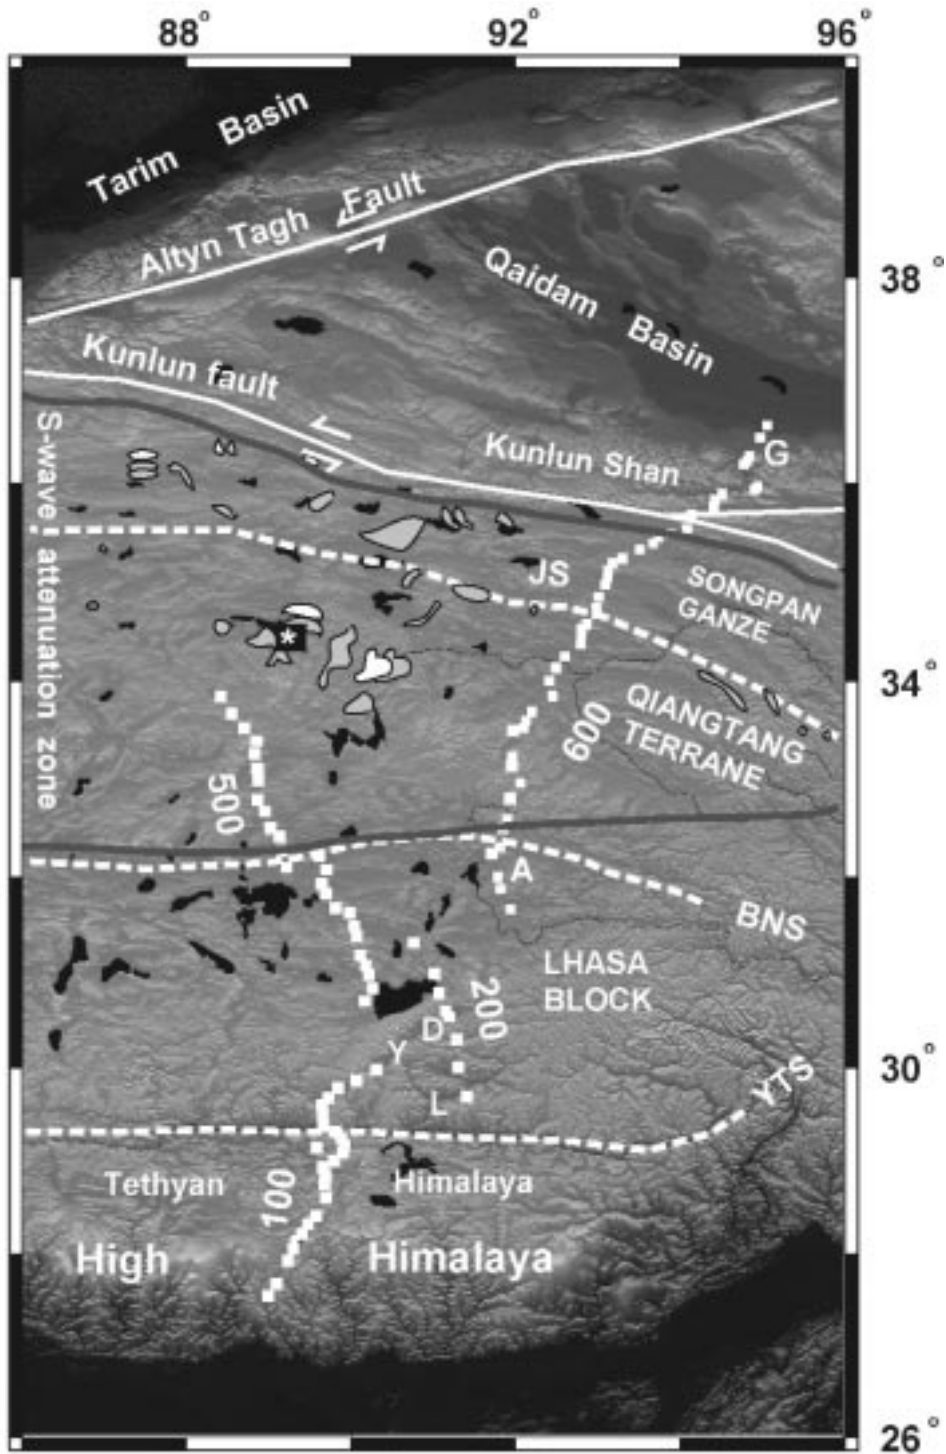 88° 92° 96°
Tarim Basin
Altyn Tagh Fault
38°
Qaidam Basin
Kunlun fault
Kunlun Shan
G
S-wave attenuation zone
JS
SONGPAN
GANZE
*
34°
QIANGTANG
TERRANE
600
500
A
BNS
LHASA
BLOCK
200
D
Y
30°
L
YTS
Tethyan Himalaya
100
High Himalaya
26°